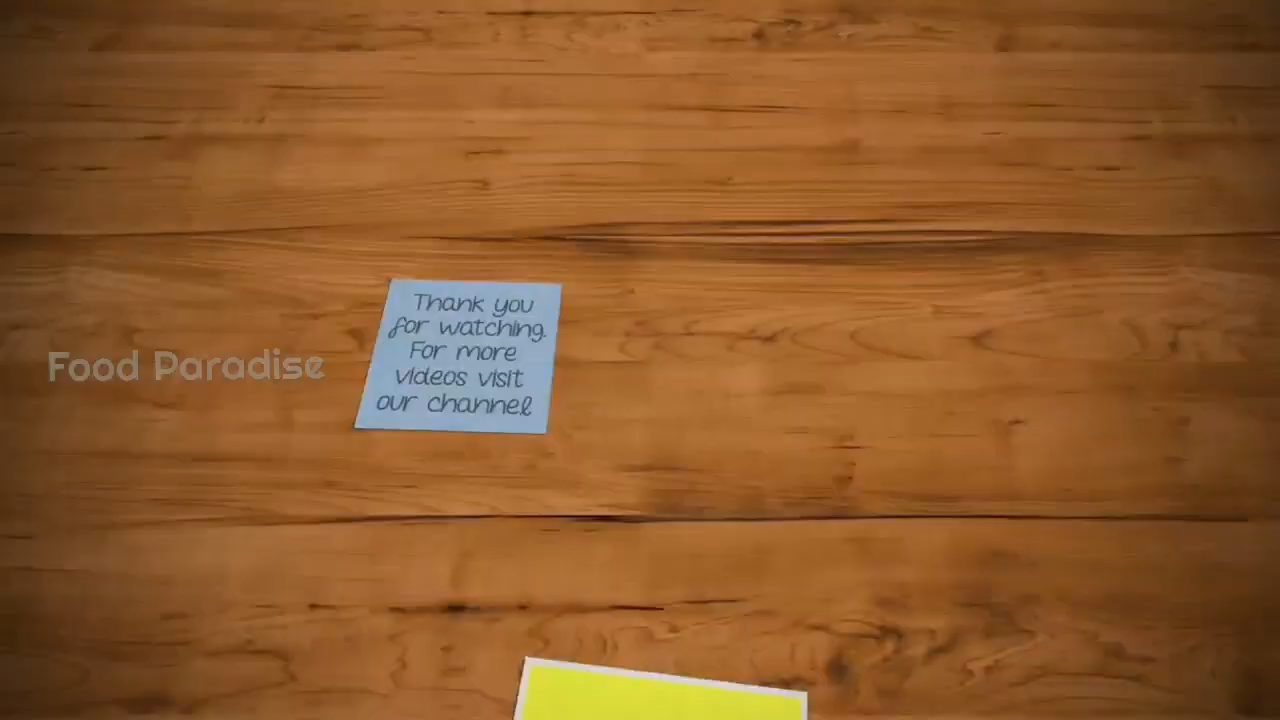 Thank you
for watching.
For more
videos visit
our channel
Food Paradise